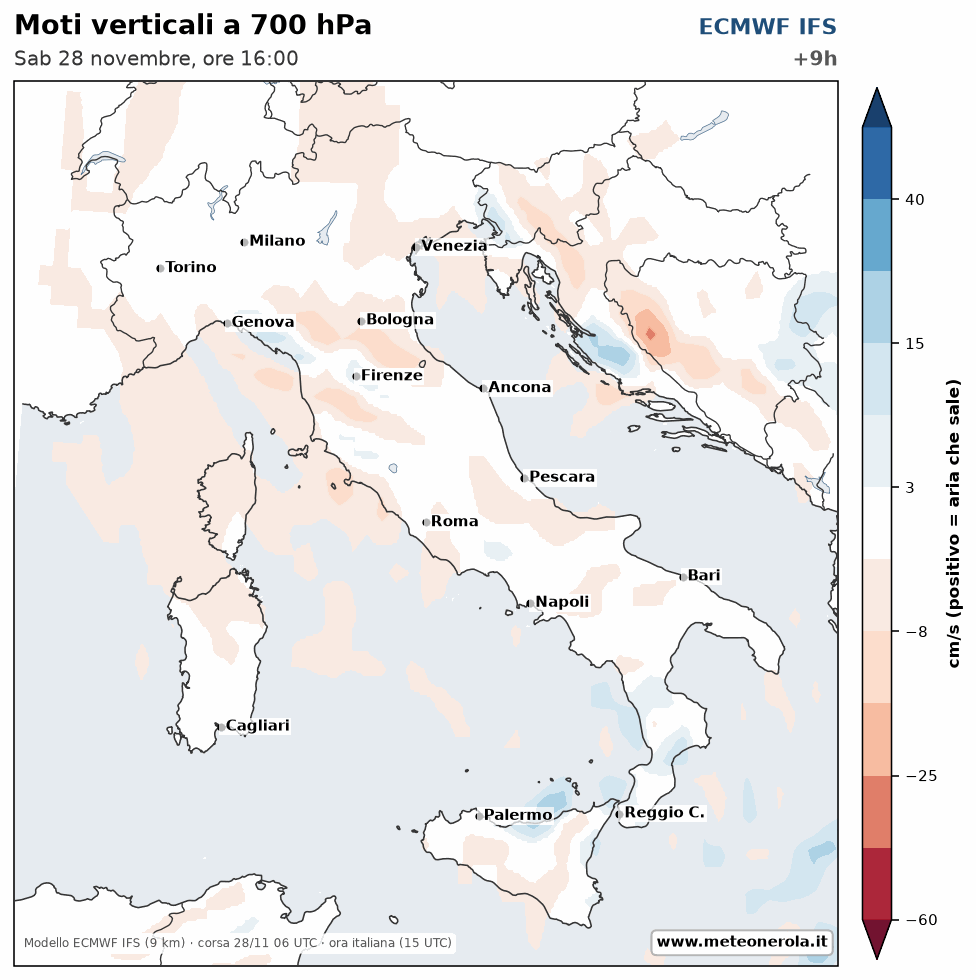 Moti verticali a 700 hPa
ECMWF IFS
Sab 28 novembre, ore 16:00
+9h
Milano
Venezia
Torino
Genova
Bologna
Firenze
Ancona
Pescara
Roma
Bari
Napoli
Cagliari
Palermo
Reggio C.
40
15
3
−8
−25
−60
cm/s (positivo = aria che sale)
Modello ECMWF IFS (9 km) · corsa 28/11 06 UTC · ora italiana (15 UTC)
www.meteonerola.it